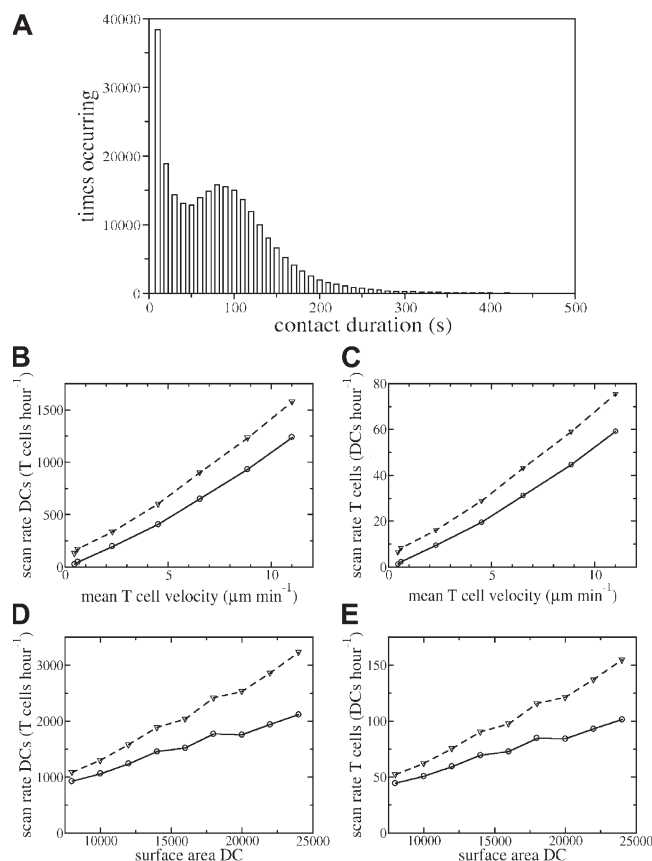 A
times occurring
40000
30000
20000
10000
0
0 100 200 300 400 500
contact duration (s)
B
scan rate DCs (T cells hour-1)
1500
1000
500
0
0 5 10
mean T cell velocity (μm min-1)
C
scan rate T cells (DCs hour-1)
80
60
40
20
0
0 5 10
mean T cell velocity (μm min-1)
D
scan rate DCs (T cells hour-1)
3000
2000
1000
0
10000 15000 20000 25000
surface area DC
E
scan rate T cells (DCs hour-1)
150
100
50
0
10000 15000 20000 25000
surface area DC